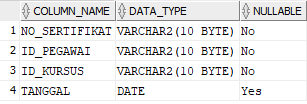 COLUMN_NAME DATA_TYPE NULLABLE
1 NO_SERTIFIKAT VARCHAR2(10 BYTE) No
2 ID_PEGAWAI VARCHAR2(10 BYTE) No
3 ID_KURSUS VARCHAR2(10 BYTE) No
4 TANGGAL DATE Yes